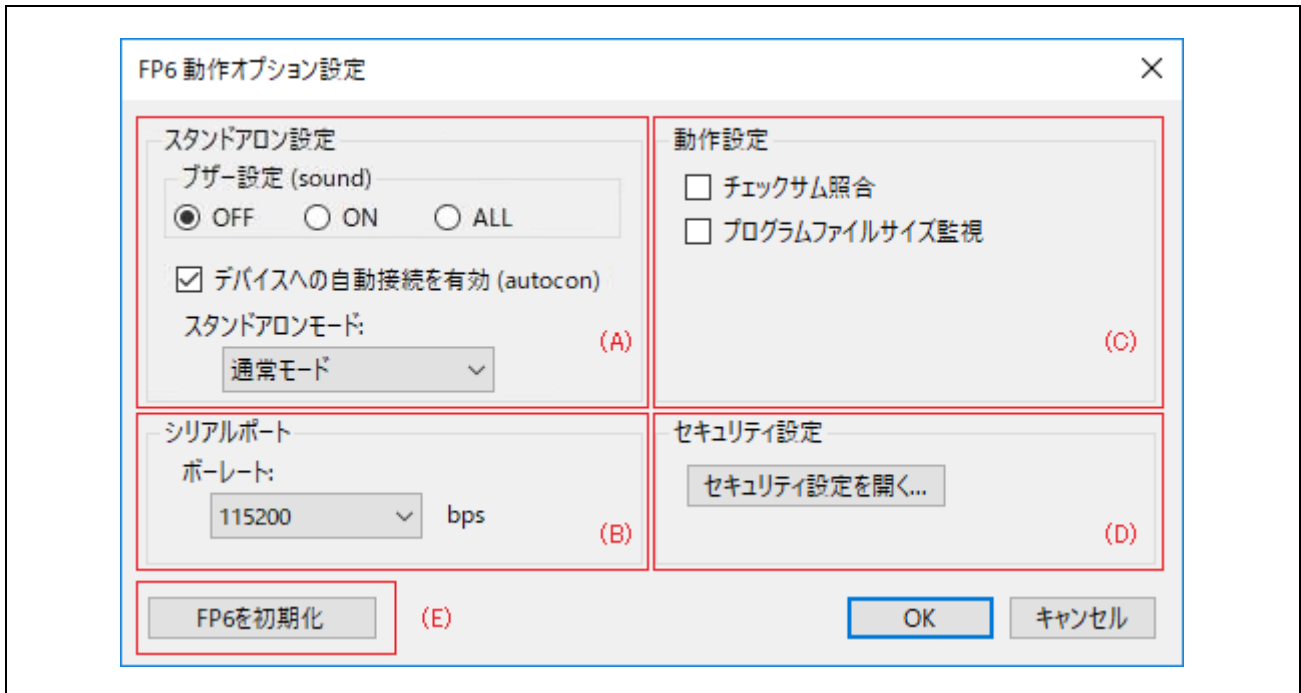 FP6 動作オプション設定
スタンドアロン設定
ブザー設定 (sound)
OFF ON ALL
デバイスへの自動接続を有効 (autocon)
スタンドアロンモード:
通常モード
(A)
動作設定
チェックサム照合
プログラムファイルサイズ監視
(C)
シリアルポート
ボーレート:
115200 bps
(B)
セキュリティ設定
セキュリティ設定を開く...
(D)
FP6を初期化
(E)
OK
キャンセル